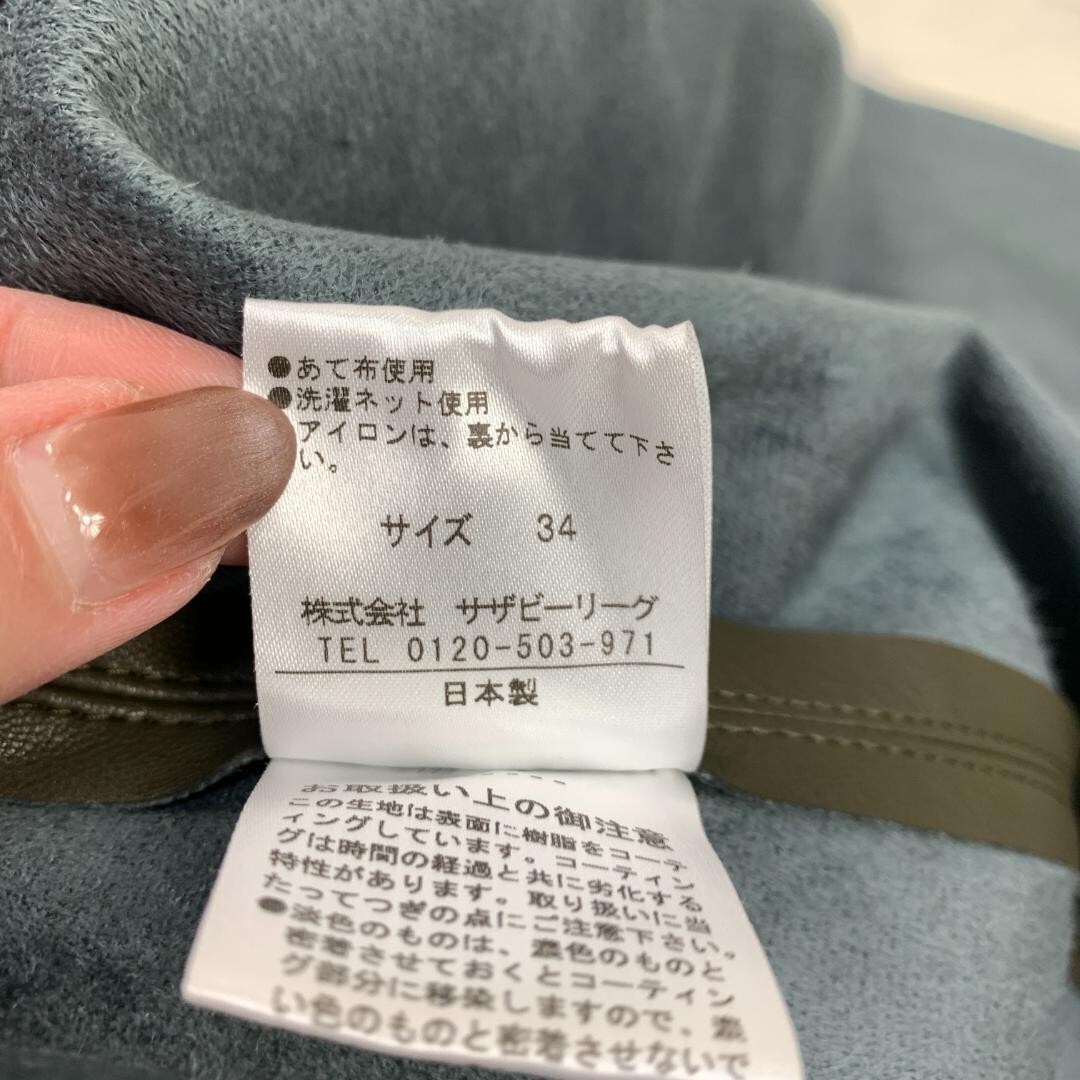 ●あて布使用
●洗濯ネット使用
アイロンは、裏から当てて下さ
い。
サイズ 34
株式会社 サザビーリーグ
TEL 0120-503-971
日本製
お取扱い上の御注意
この生地は表面に樹脂をコーテ
ィングしています。コーティン
グは時間の経過と共に劣化する
特性があります。取り扱いに当
たってつぎの点にご注意下さい。
●淡色のものは、濃色のものと
密着させておくとコーティン
グ部分に移染しますので、濃
い色のものと密着させないで